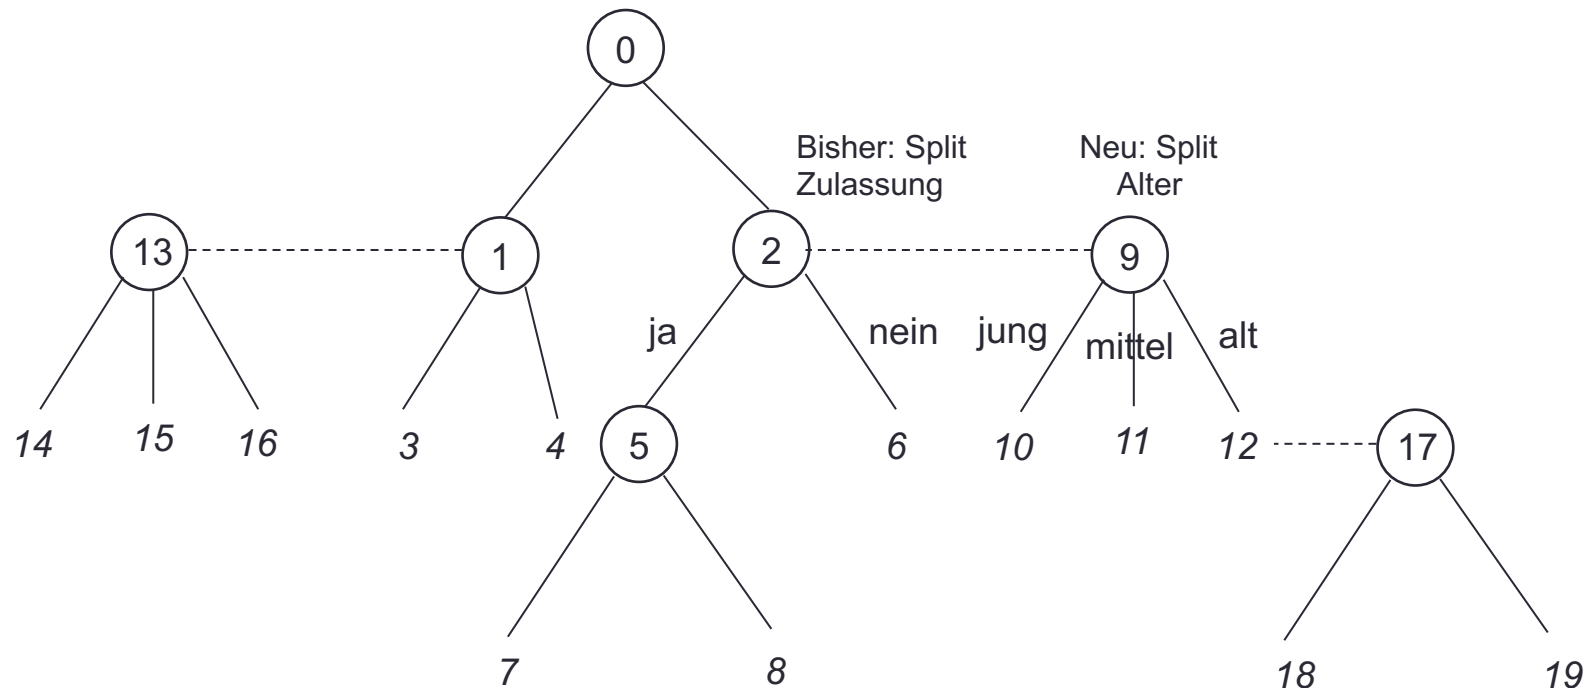 0
Bisher: Split
Zulassung
Neu: Split
Alter
13
1
2
9
ja
nein
jung
mittel
alt
14
15
16
3
4
5
6
10
11
12
17
7
8
18
19